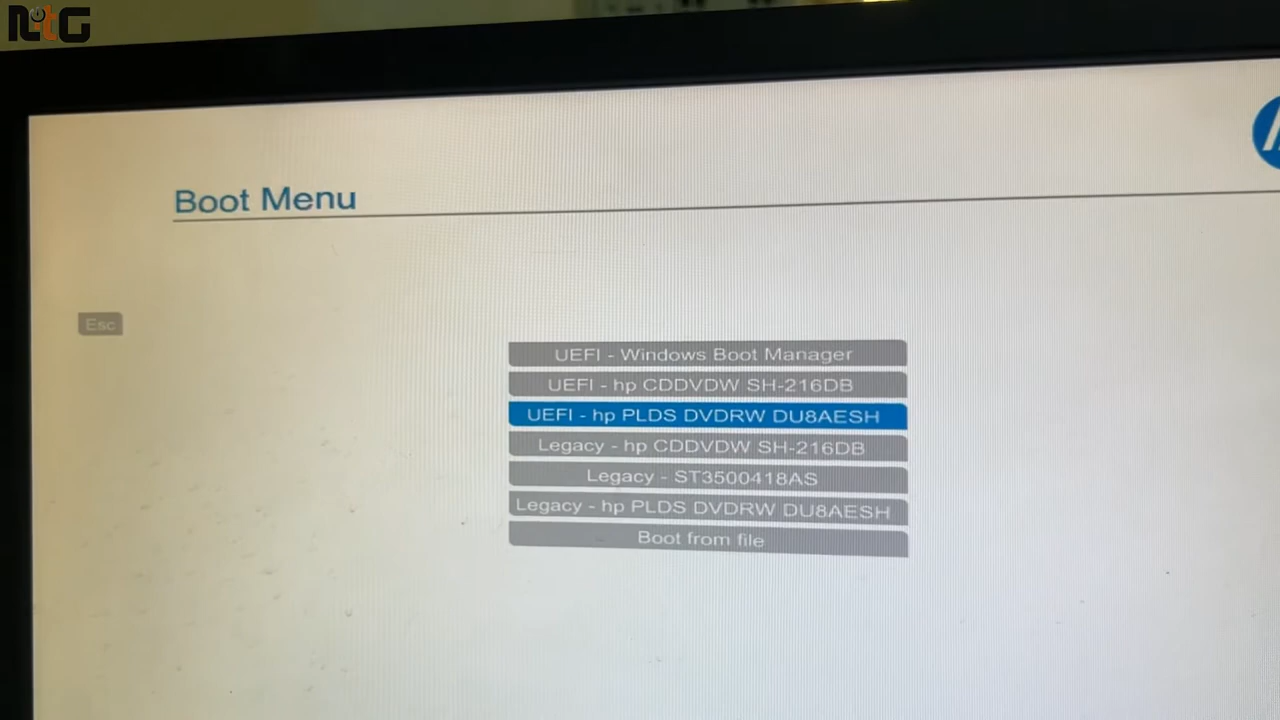 NtG
Boot Menu
Esc
UEFI - Windows Boot Manager
UEFI - hp CDDVDW SH-216DB
UEFI - hp PLDS DVDRW DU8AESH
Legacy - hp CDDVDW SH-216DB
Legacy - ST3500418AS
Legacy - hp PLDS DVDRW DU8AESH
Boot from file